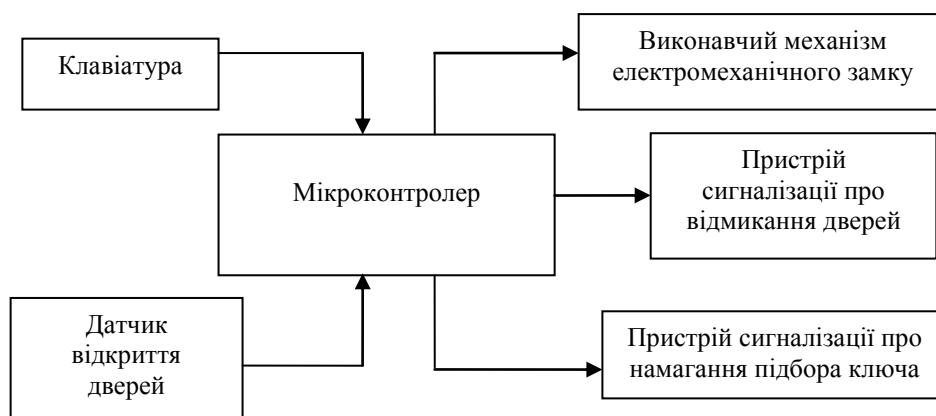 Клавіатура
Виконавчий механізм
електромеханічного замку
Мікроконтролер
Пристрій
сигналізації про
відмикання дверей
Датчик
відкриття
дверей
Пристрій сигналізації про
намагання підбора ключа